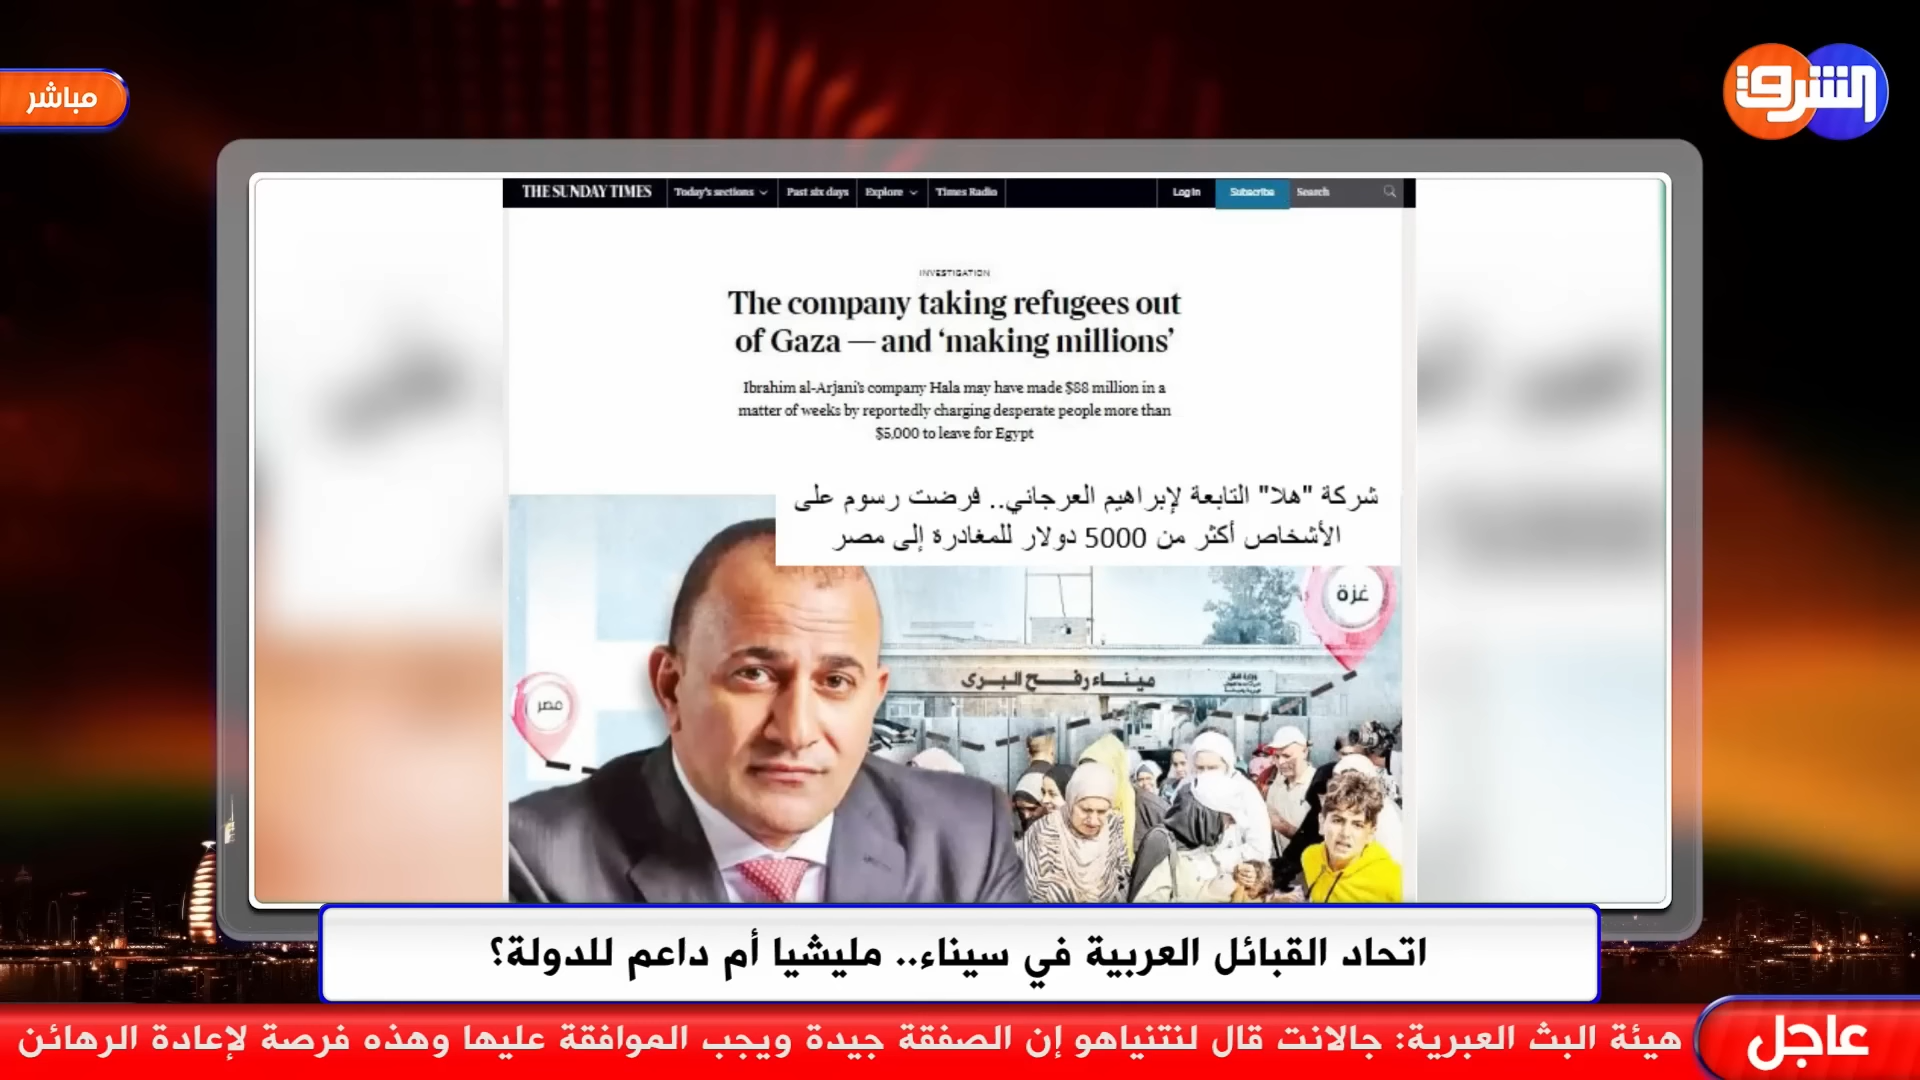 مباشر
الشرق
THE SUNDAY TIMES Today's sections Past six days Explore Times Radio Log in Subscribe Search
INVESTIGATION
The company taking refugees out
of Gaza — and ‘making millions’
Ibrahim al-Arjani's company Hala may have made $88 million in a
matter of weeks by reportedly charging desperate people more than
$5,000 to leave for Egypt
شركة "هلا" التابعة لإبراهيم العرجاني.. فرضت رسوم على
الأشخاص أكثر من 5000 دولار للمغادرة إلى مصر
غزة
ميناء رفح البرى
مصر
اتحاد القبائل العربية في سيناء.. مليشيا أم داعم للدولة؟
عاجل
هيئة البث العبرية: جالانت قال لنتنياهو إن الصفقة جيدة ويجب الموافقة عليها وهذه فرصة لإعادة الرهائن